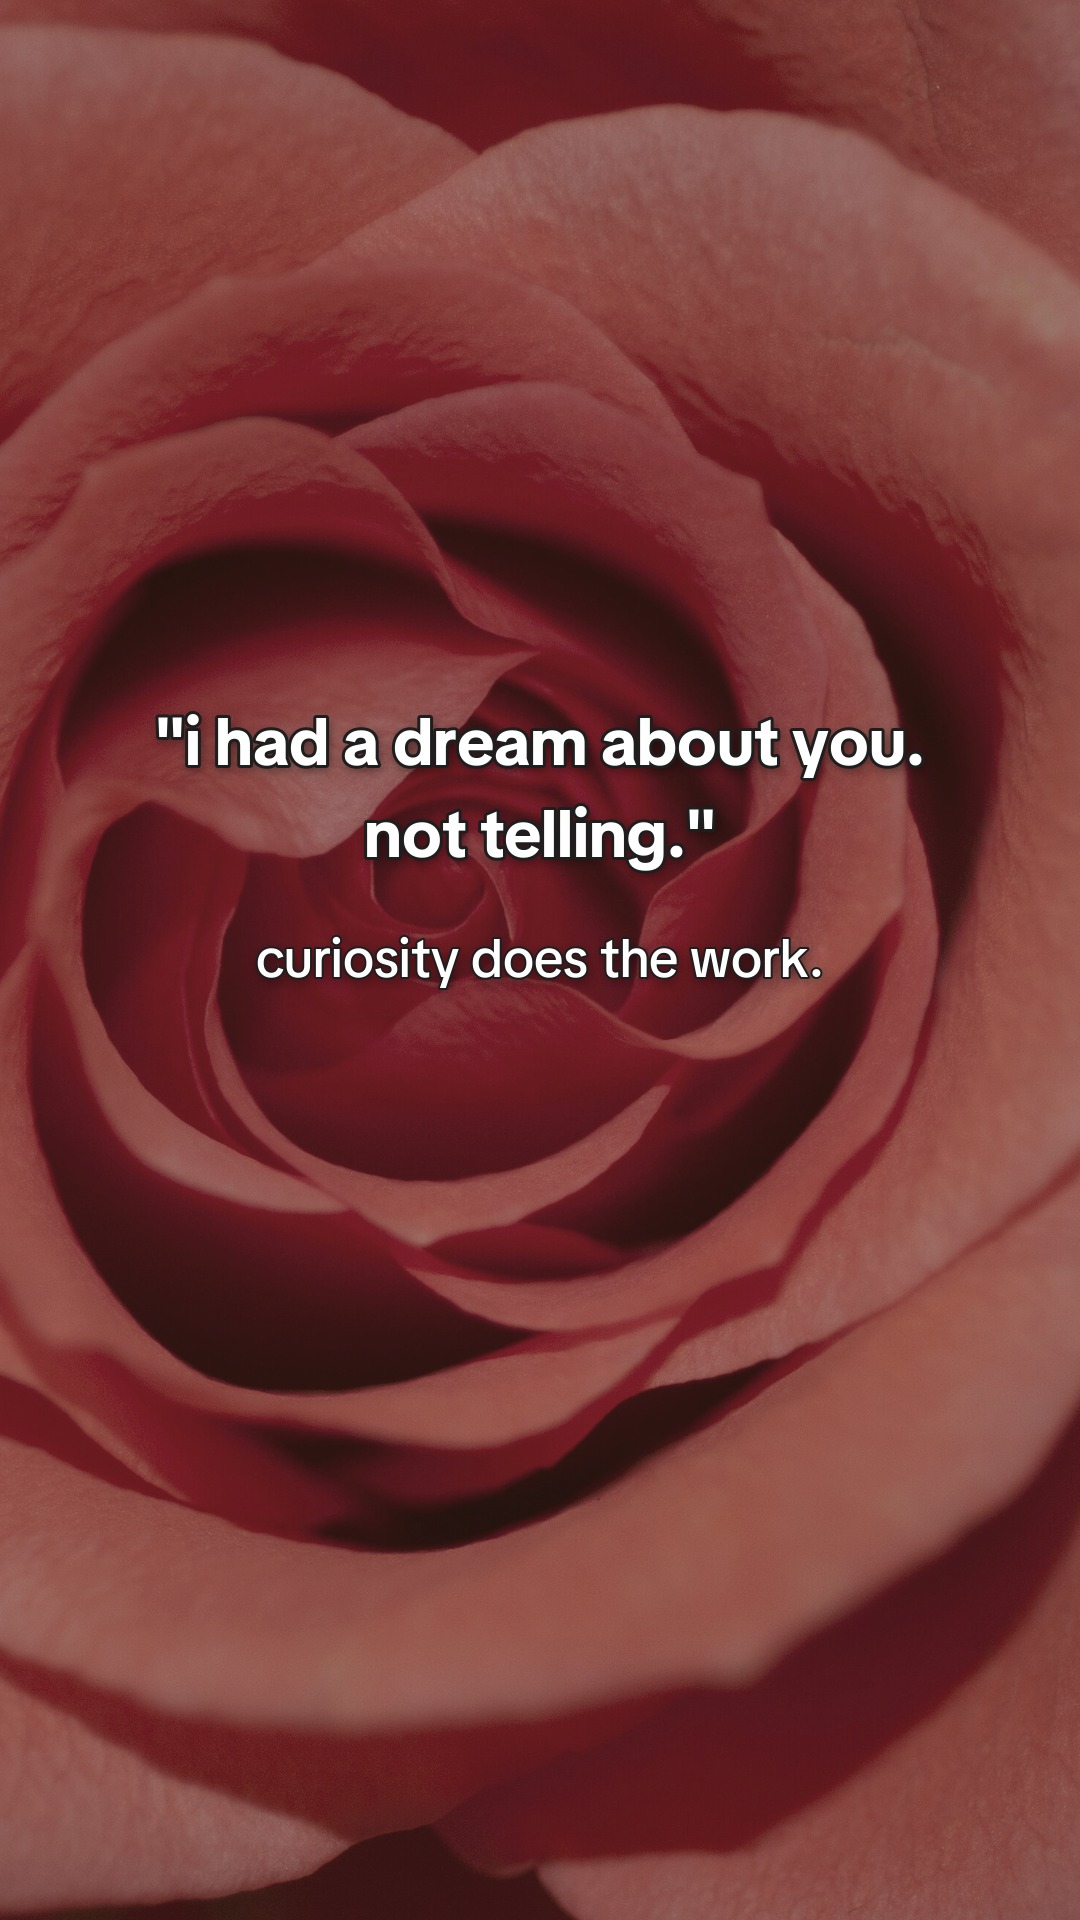 "i had a dream about you.
not telling."
curiosity does the work.